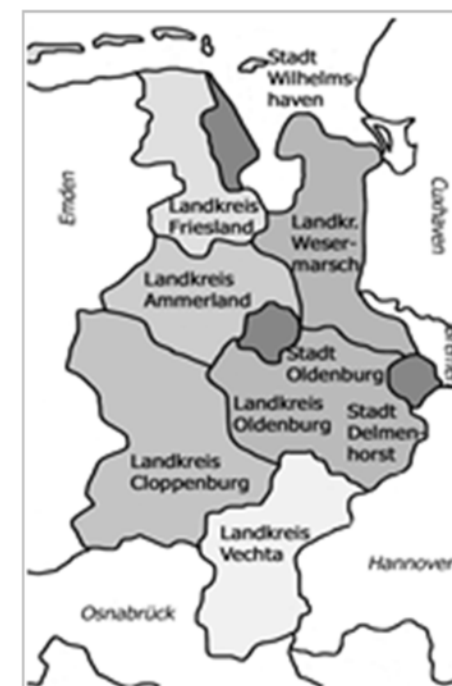 Stadt
Wilhelms-
haven
Emden
Cuxhaven
Landkreis
Friesland
Landkr.
Weser-
marsch
Landkreis
Ammerland
Stadt
Oldenburg
Landkreis
Oldenburg
Stadt
Delmen-
horst
Landkreis
Cloppenburg
Landkreis
Vechta
Hannover
Osnabrück